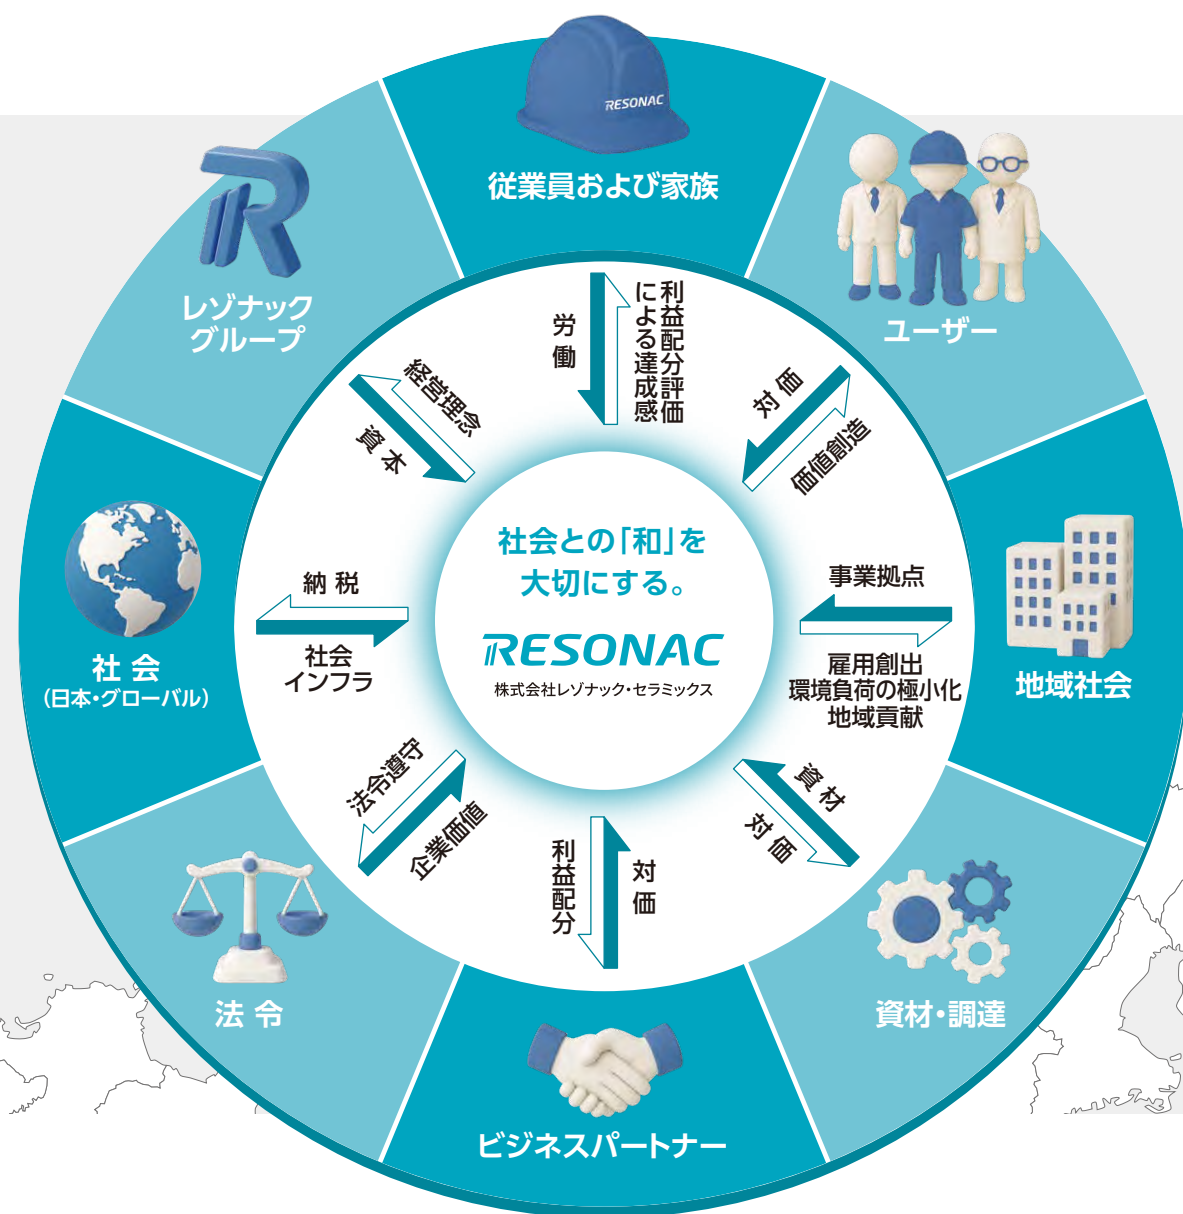 RESONAC
従業員および家族
ユーザー
地域社会
資材・調達
ビジネスパートナー
法令
社会
(日本・グローバル)
レゾナック
グループ
労働
利益配分評価
による達成感
対価
価値創造
事業拠点
雇用創出
環境負荷の極小化
地域貢献
資材
対価
対価
利益配分
法令遵守
企業価値
納税
社会
インフラ
経営理念
資本
社会との「和」を
大切にする。
RESONAC
株式会社レゾナック・セラミックス